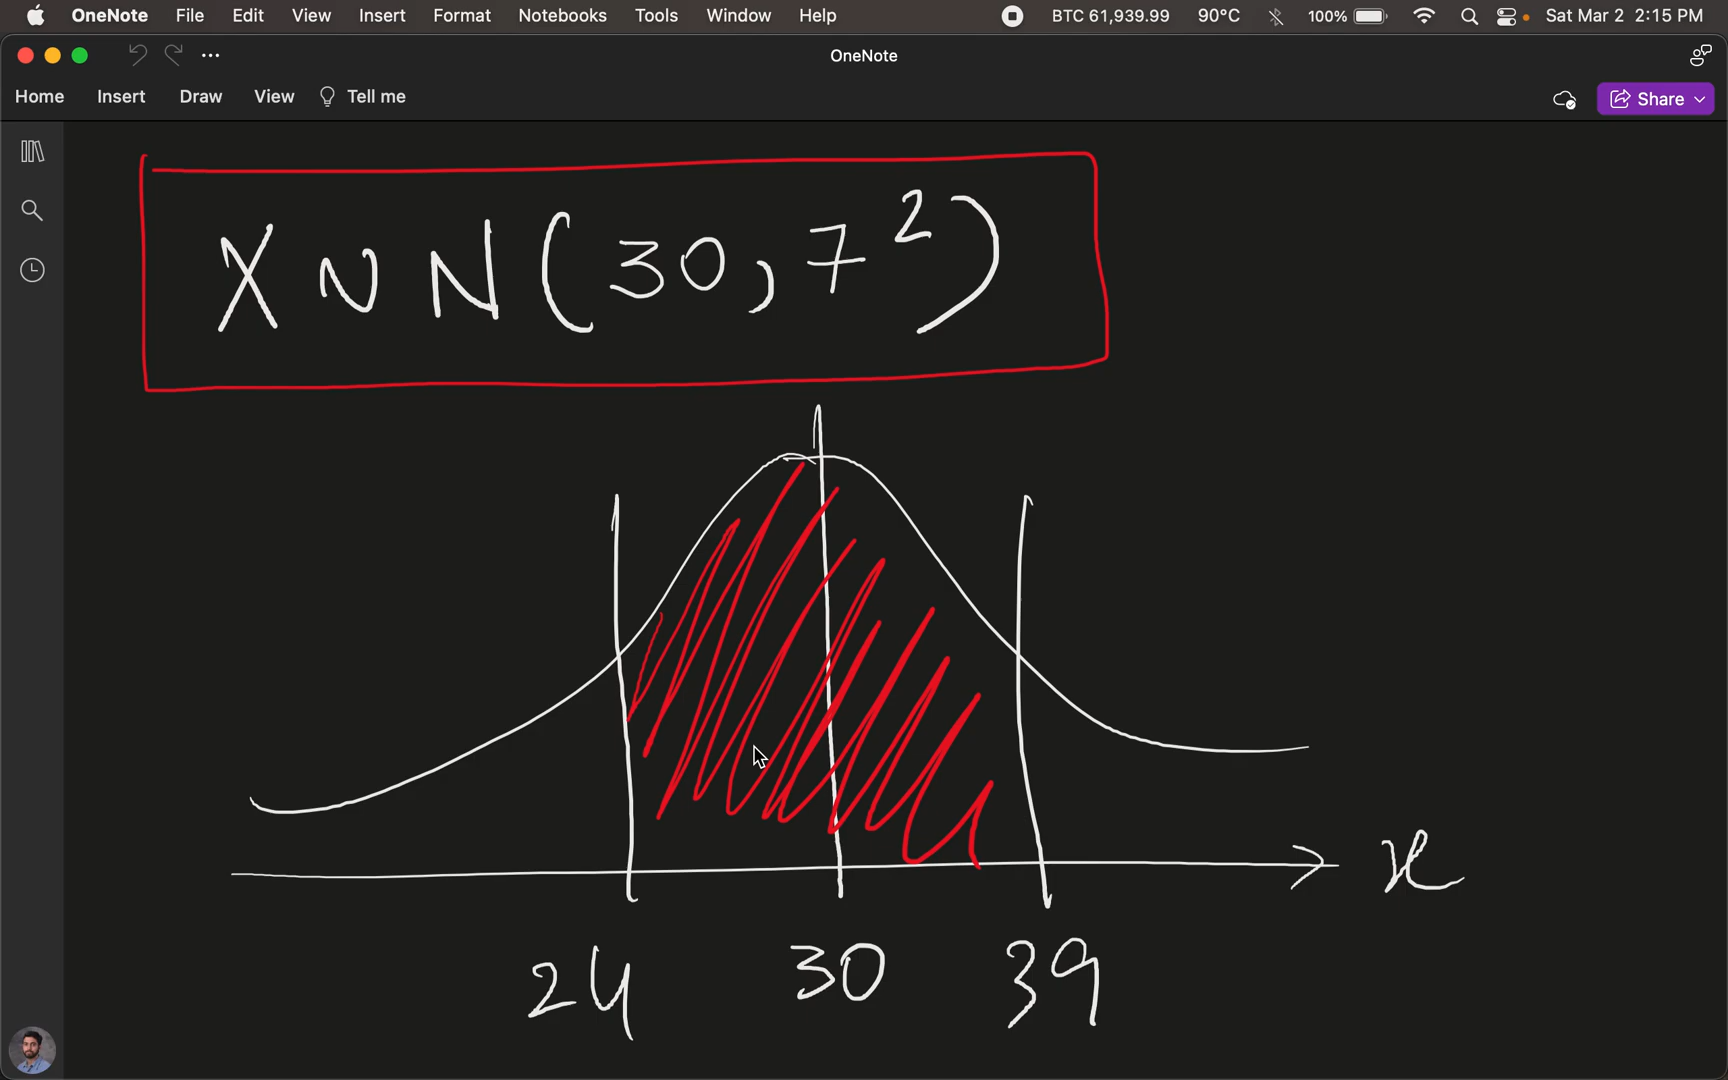 OneNote File Edit View Insert Format Notebooks Tools Window Help BTC 61,939.99 90°C 100% Sat Mar 2 2:15 PM
OneNote
Home Insert Draw View Tell me Share
X ~ N(30, 7²)
x
24 30 39